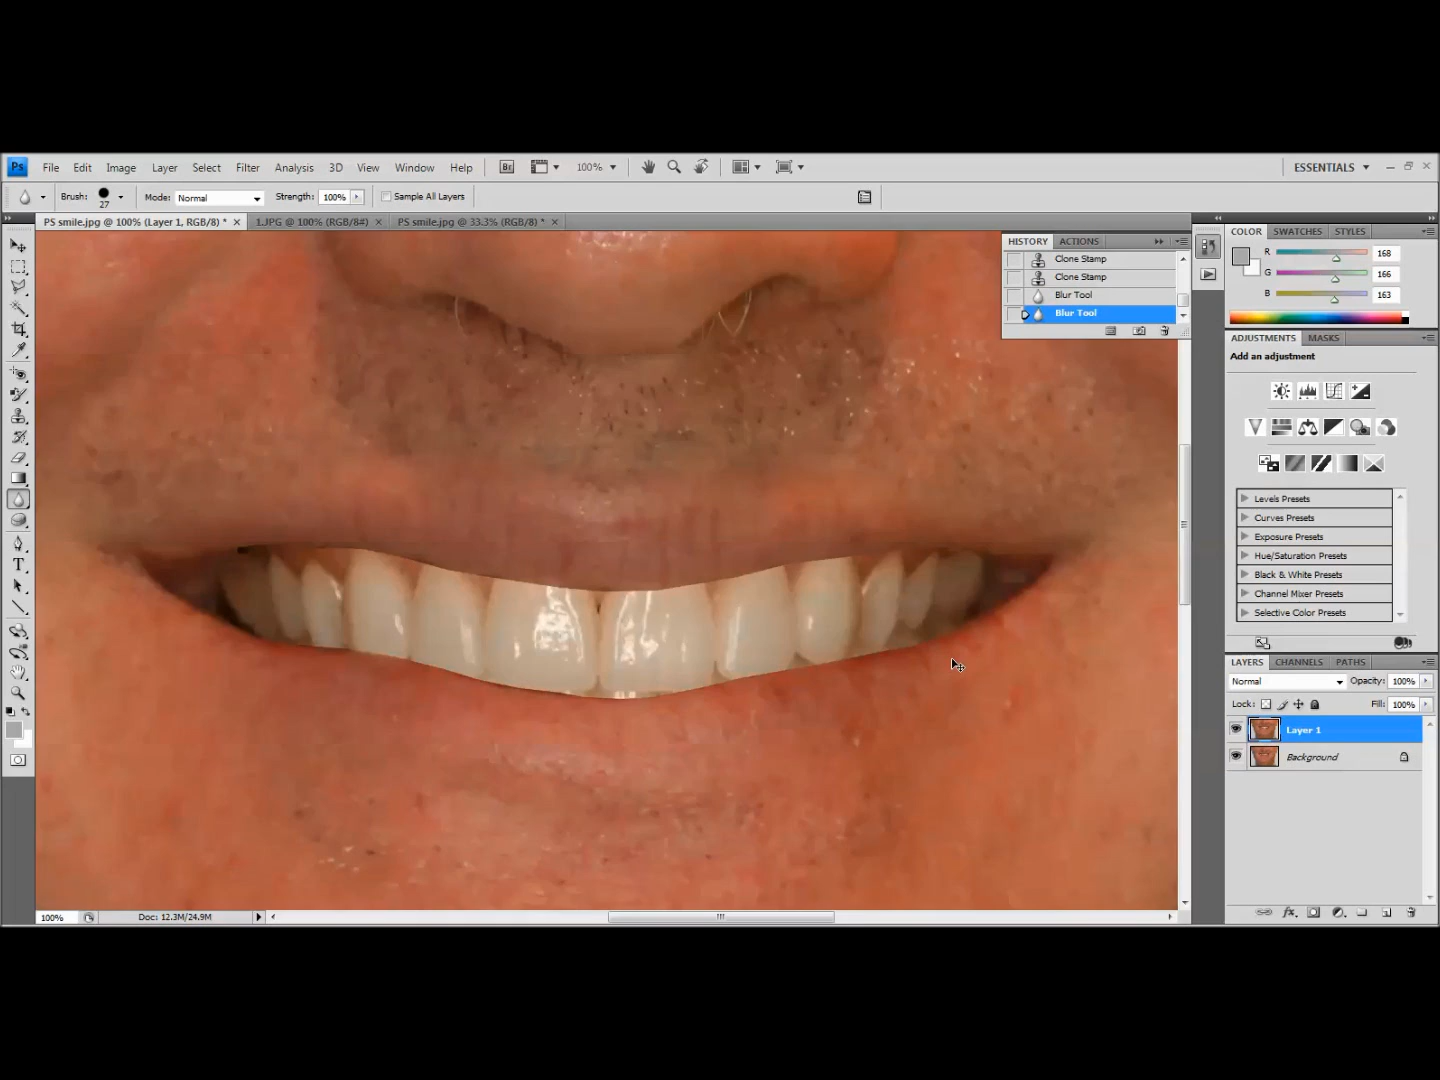 Ps File Edit Image Layer Select Filter Analysis 3D View Window Help Br 100% ESSENTIALS
Brush: 27 Mode: Normal Strength: 100% Sample All Layers
PS smile.jpg @ 100% (Layer 1, RGB/8) * 1.JPG @ 100% (RGB/8#) PS smile.jpg @ 33.3% (RGB/8) *
HISTORY ACTIONS
Clone Stamp
Clone Stamp
Blur Tool
Blur Tool
COLOR SWATCHES STYLES
R 168
G 166
B 163
ADJUSTMENTS MASKS
Add an adjustment
Levels Presets
Curves Presets
Exposure Presets
Hue/Saturation Presets
Black & White Presets
Channel Mixer Presets
Selective Color Presets
LAYERS CHANNELS PATHS
Normal Opacity: 100%
Lock: Fill: 100%
Layer 1
Background
100% Doc: 12.3M/24.9M